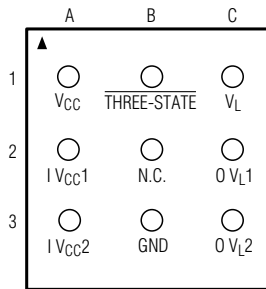 A B C
1
V_CC THREE-STATE V_L
2
I V_CC1 N.C. O V_L1
3
I V_CC2 GND O V_L2